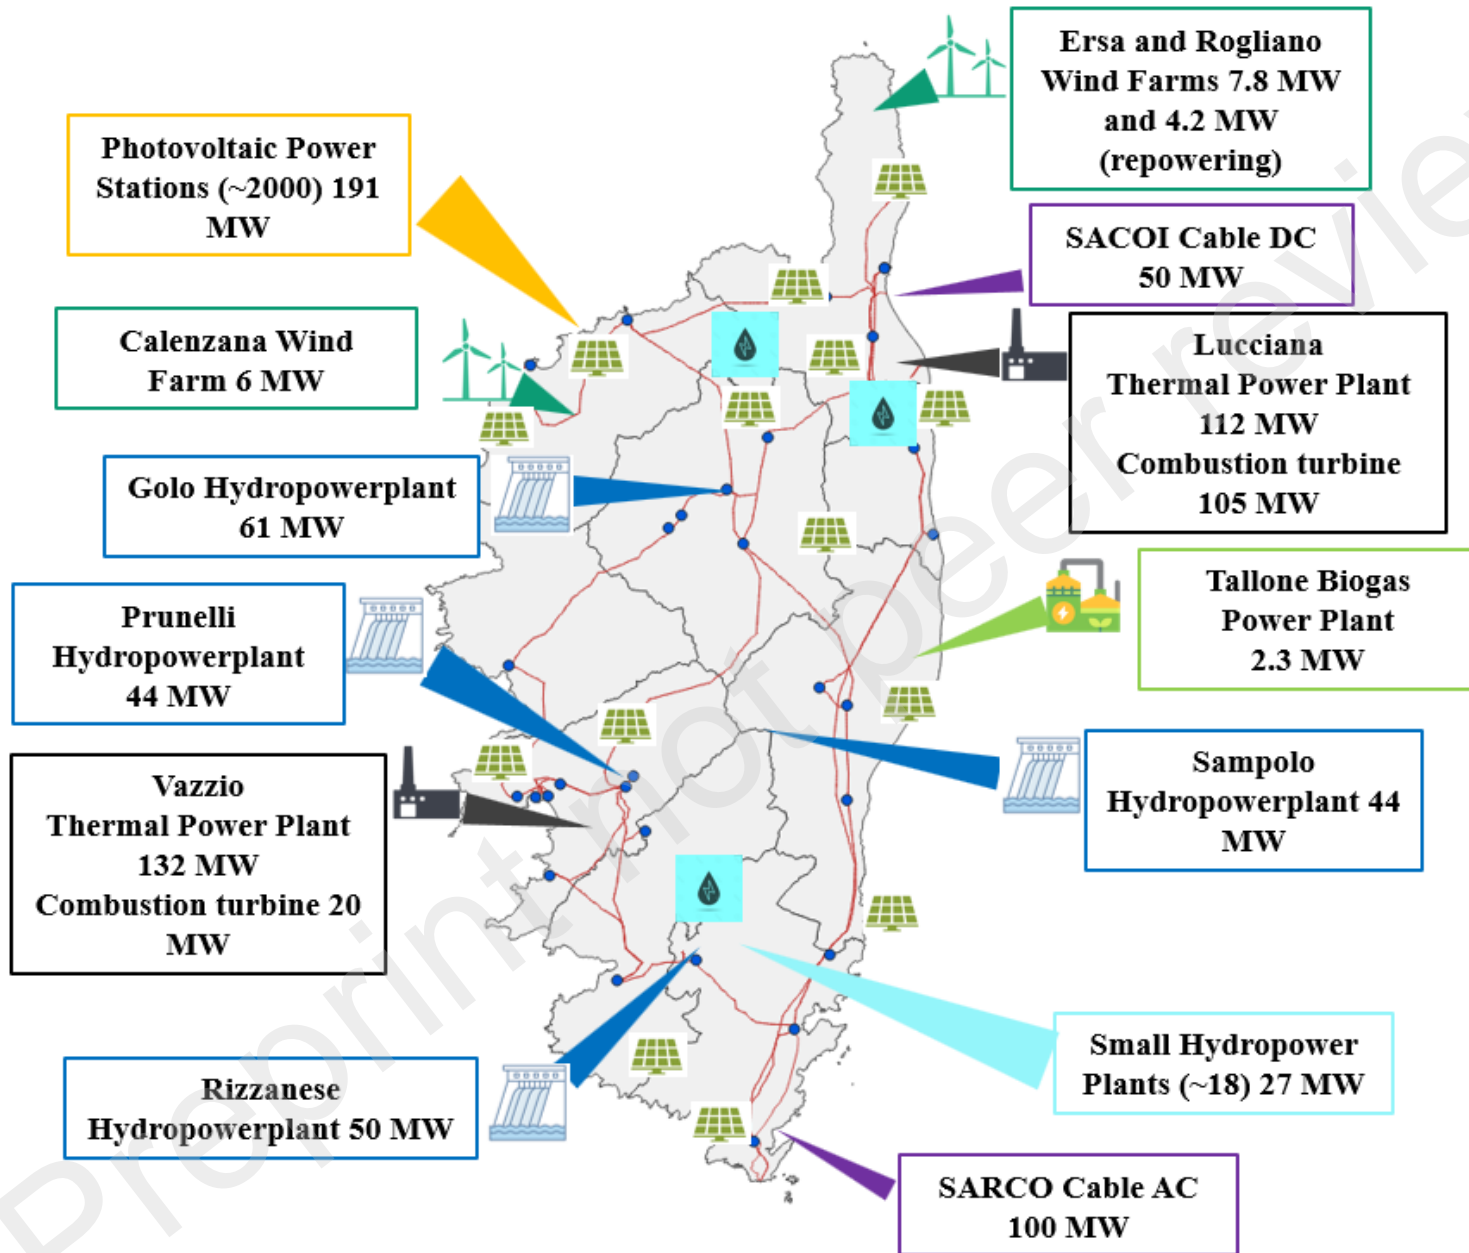 Ersa and Rogliano
Wind Farms 7.8 MW
and 4.2 MW
(repowering)
Photovoltaic Power
Stations (~2000) 191
MW
SACOI Cable DC
50 MW
Calenzana Wind
Farm 6 MW
Lucciana
Thermal Power Plant
112 MW
Combustion turbine
105 MW
Golo Hydropowerplant
61 MW
Tallone Biogas
Power Plant
2.3 MW
Prunelli
Hydropowerplant
44 MW
Sampolo
Hydropowerplant 44
MW
Vazzio
Thermal Power Plant
132 MW
Combustion turbine 20
MW
Small Hydropower
Plants (~18) 27 MW
Rizzanese
Hydropowerplant 50 MW
SARCO Cable AC
100 MW
Preprint not peer review